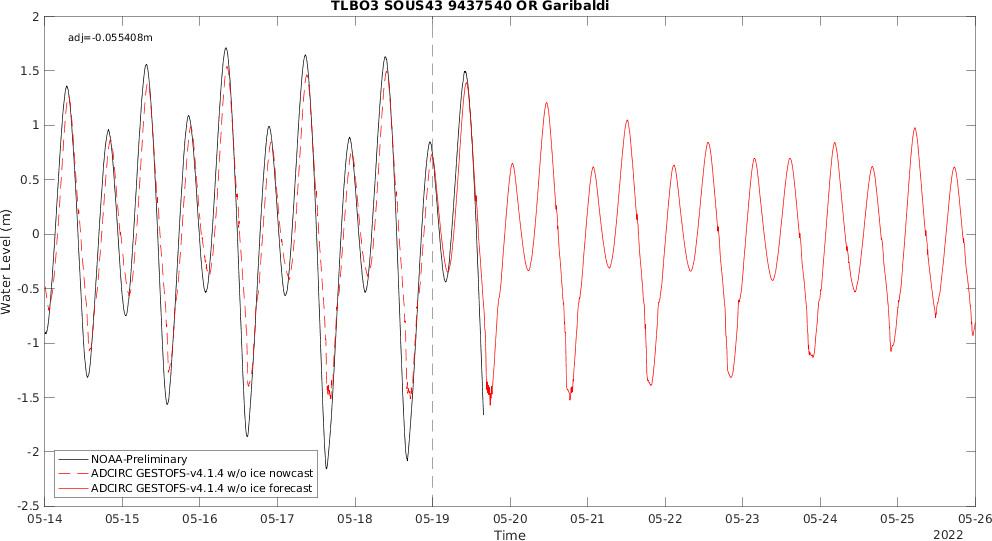 TLBO3 SOUS43 9437540 OR Garibaldi
adj=-0.055408m
Water Level (m)
2
1.5
1
0.5
0
-0.5
-1
-1.5
-2
-2.5
NOAA-Preliminary
ADCIRC GESTOFS-v4.1.4 w/o ice nowcast
ADCIRC GESTOFS-v4.1.4 w/o ice forecast
05-14 05-15 05-16 05-17 05-18 05-19 05-20 05-21 05-22 05-23 05-24 05-25 05-26
Time
2022